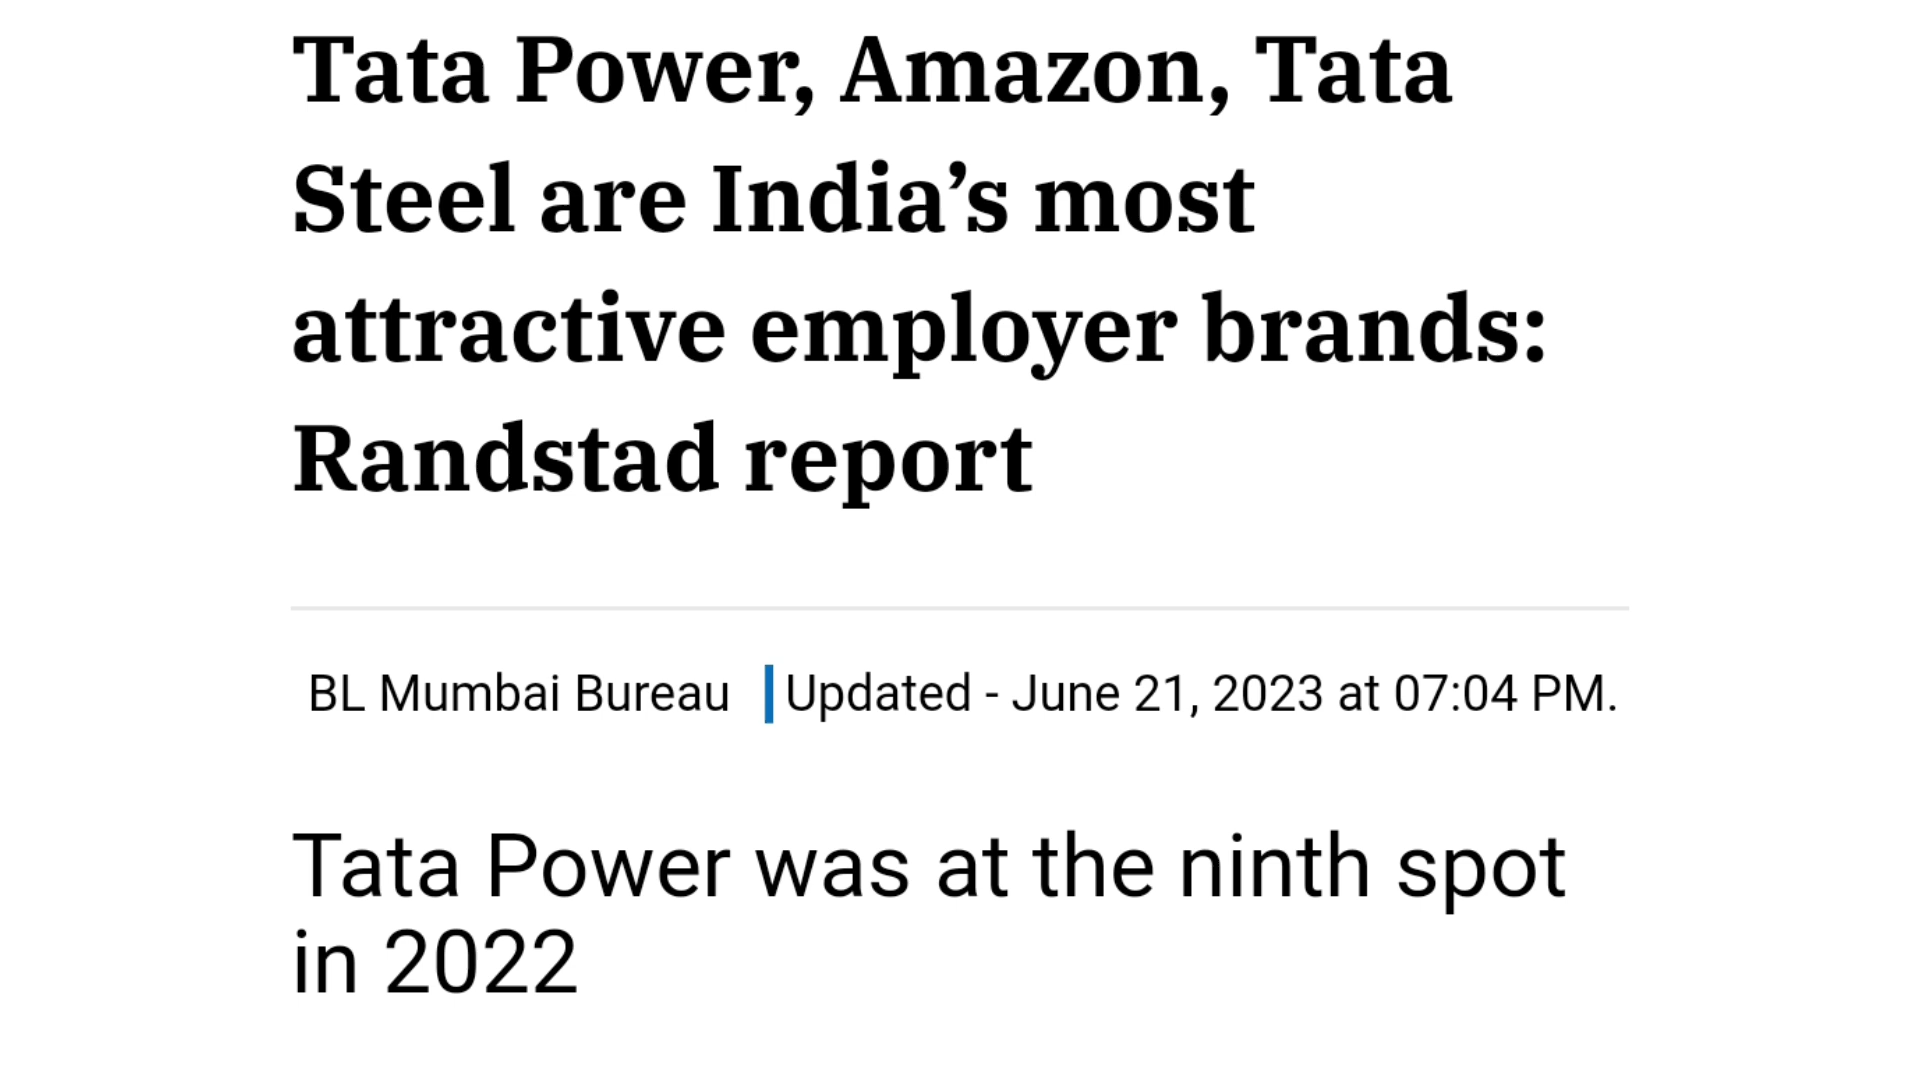 Tata Power, Amazon, Tata
Steel are India’s most
attractive employer brands:
Randstad report
BL Mumbai Bureau | Updated - June 21, 2023 at 07:04 PM.
Tata Power was at the ninth spot
in 2022